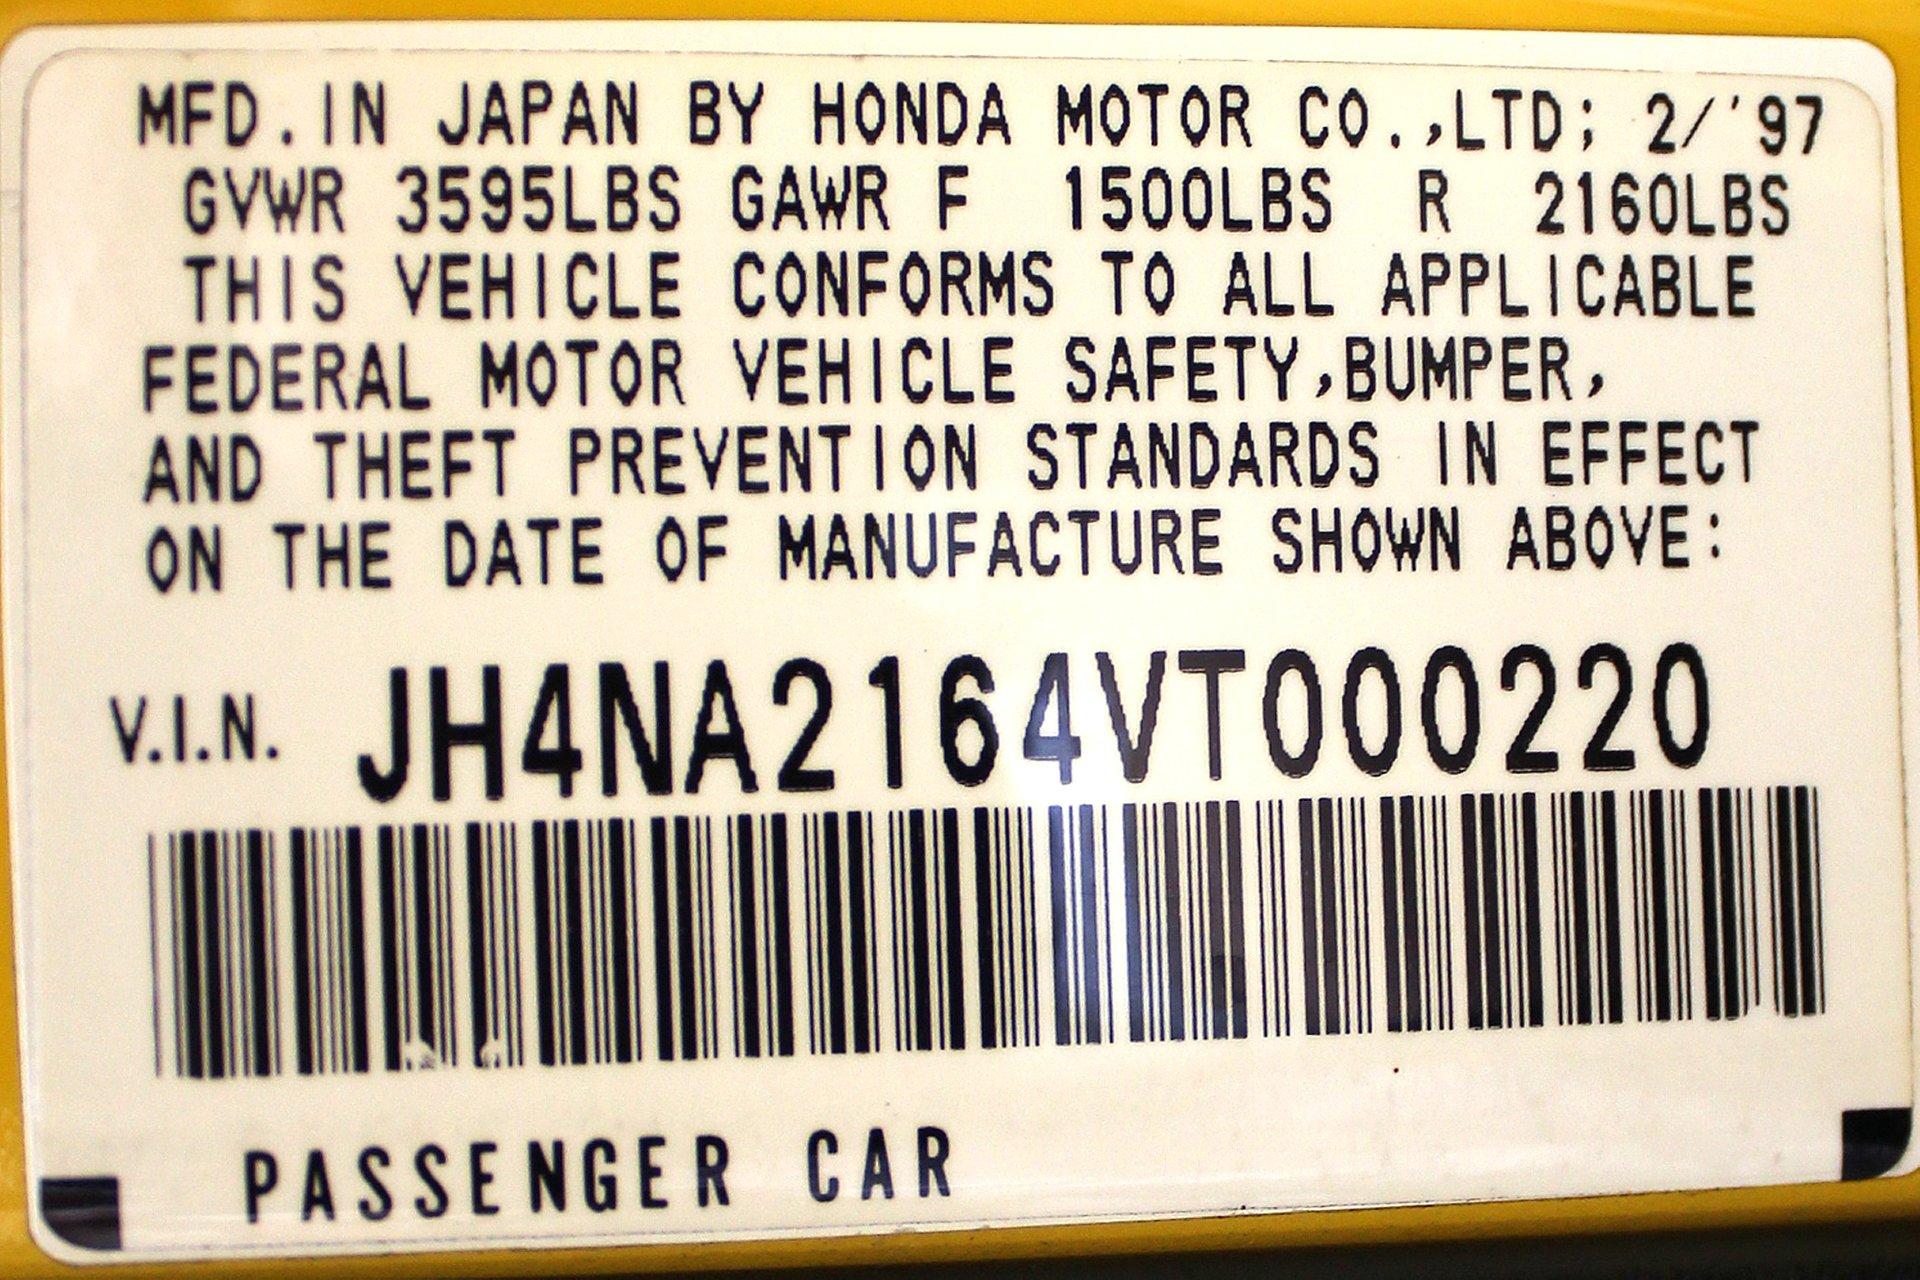 MFD. IN JAPAN BY HONDA MOTOR CO.,LTD; 2/'97
GVWR 3595LBS GAWR F 1500LBS R 2160LBS
THIS VEHICLE CONFORMS TO ALL APPLICABLE
FEDERAL MOTOR VEHICLE SAFETY,BUMPER,
AND THEFT PREVENTION STANDARDS IN EFFECT
ON THE DATE OF MANUFACTURE SHOWN ABOVE:
V.I.N. JH4NA2164VT000220
PASSENGER CAR